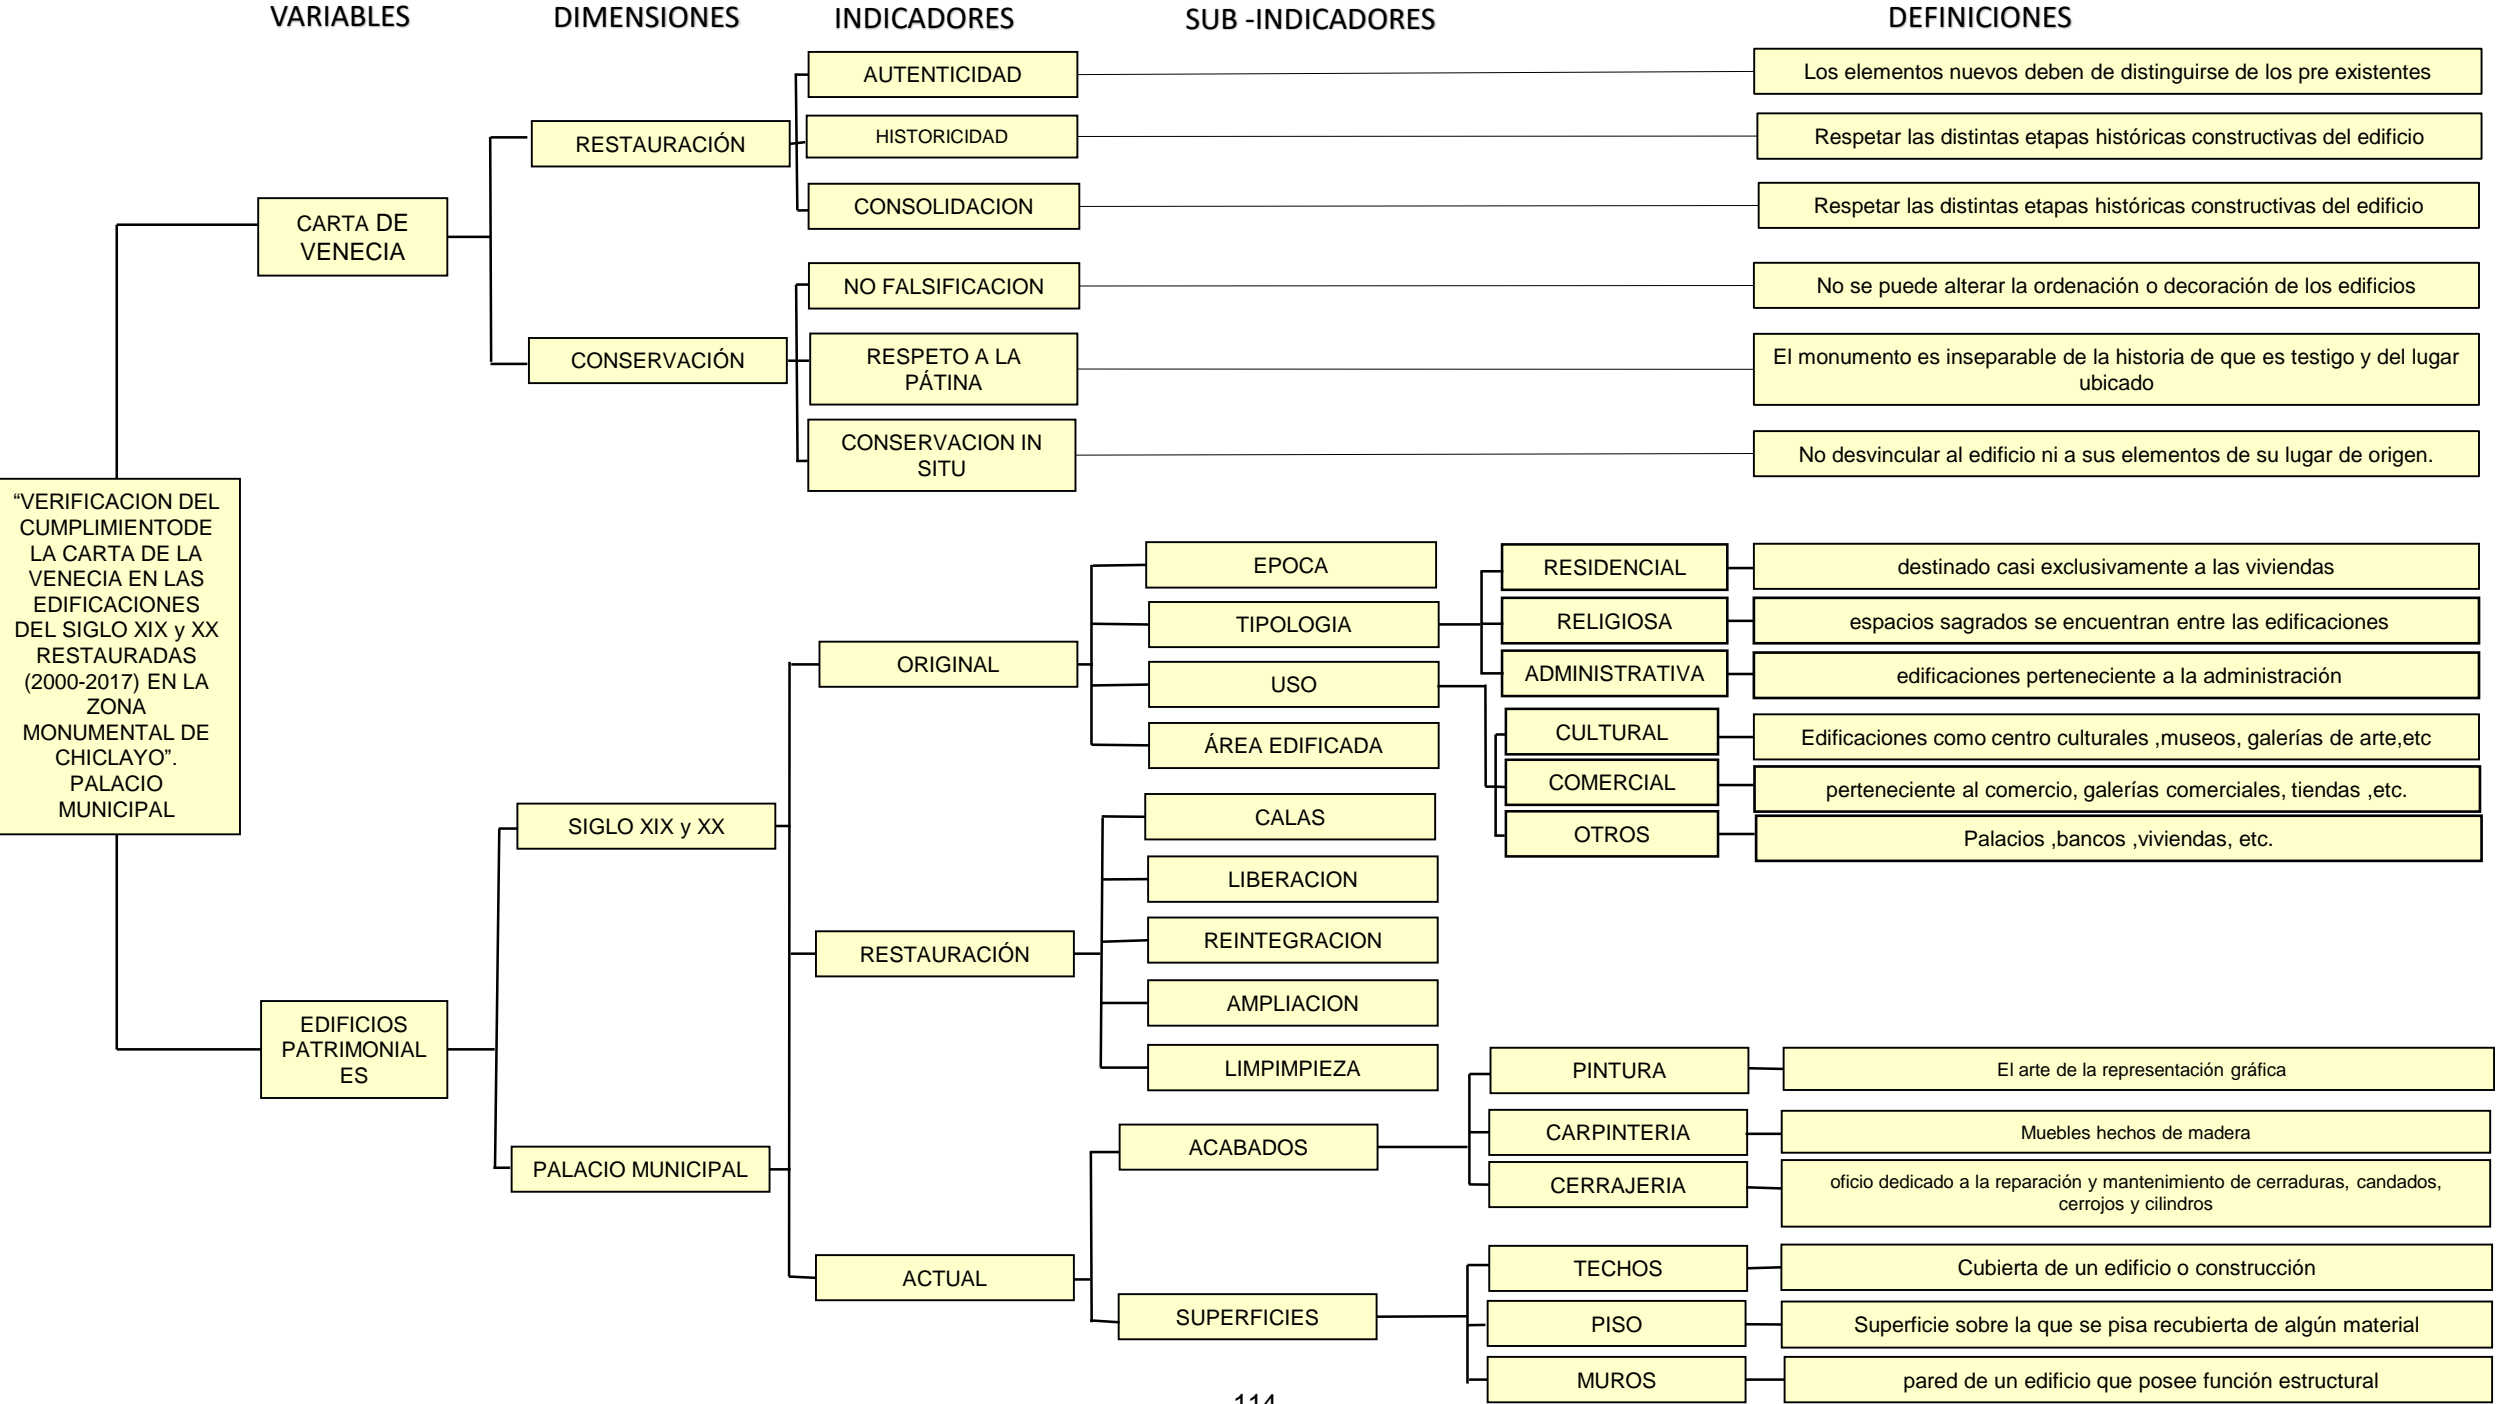 VARIABLES
DIMENSIONES
INDICADORES
SUB -INDICADORES
DEFINICIONES
“VERIFICACION DEL
CUMPLIMIENTODE
LA CARTA DE LA
VENECIA EN LAS
EDIFICACIONES
DEL SIGLO XIX y XX
RESTAURADAS
(2000-2017) EN LA
ZONA
MONUMENTAL DE
CHICLAYO”.
PALACIO
MUNICIPAL
CARTA DE
VENECIA
RESTAURACIÓN
AUTENTICIDAD
Los elementos nuevos deben de distinguirse de los pre existentes
HISTORICIDAD
Respetar las distintas etapas históricas constructivas del edificio
CONSOLIDACION
Respetar las distintas etapas históricas constructivas del edificio
CONSERVACIÓN
NO FALSIFICACION
No se puede alterar la ordenación o decoración de los edificios
RESPETO A LA
PÁTINA
El monumento es inseparable de la historia de que es testigo y del lugar
ubicado
CONSERVACION IN
SITU
No desvincular al edificio ni a sus elementos de su lugar de origen.
EDIFICIOS
PATRIMONIAL
ES
SIGLO XIX y XX
PALACIO MUNICIPAL
ORIGINAL
EPOCA
TIPOLOGIA
RESIDENCIAL
destinado casi exclusivamente a las viviendas
RELIGIOSA
espacios sagrados se encuentran entre las edificaciones
ADMINISTRATIVA
edificaciones perteneciente a la administración
USO
CULTURAL
Edificaciones como centro culturales ,museos, galerías de arte,etc
COMERCIAL
perteneciente al comercio, galerías comerciales, tiendas ,etc.
OTROS
Palacios ,bancos ,viviendas, etc.
ÁREA EDIFICADA
RESTAURACIÓN
CALAS
LIBERACION
REINTEGRACION
AMPLIACION
LIMPIMPIEZA
ACTUAL
ACABADOS
PINTURA
El arte de la representación gráfica
CARPINTERIA
Muebles hechos de madera
CERRAJERIA
oficio dedicado a la reparación y mantenimiento de cerraduras, candados,
cerrojos y cilindros
SUPERFICIES
TECHOS
Cubierta de un edificio o construcción
PISO
Superficie sobre la que se pisa recubierta de algún material
MUROS
pared de un edificio que posee función estructural
114